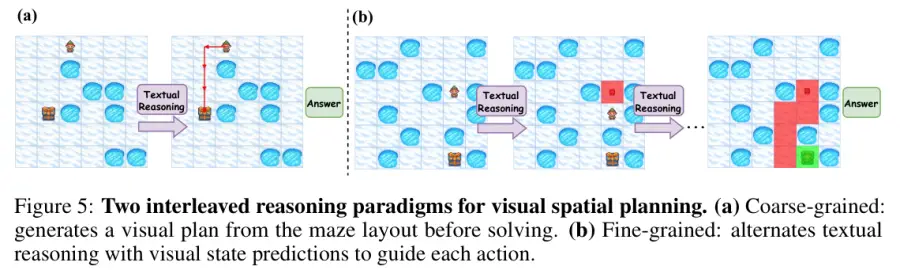 (a)
(b)
Textual
Reasoning
Answer
Textual
Reasoning
Textual
Reasoning
...
Answer
Figure 5: Two interleaved reasoning paradigms for visual spatial planning. (a) Coarse-grained:
generates a visual plan from the maze layout before solving. (b) Fine-grained: alternates textual
reasoning with visual state predictions to guide each action.